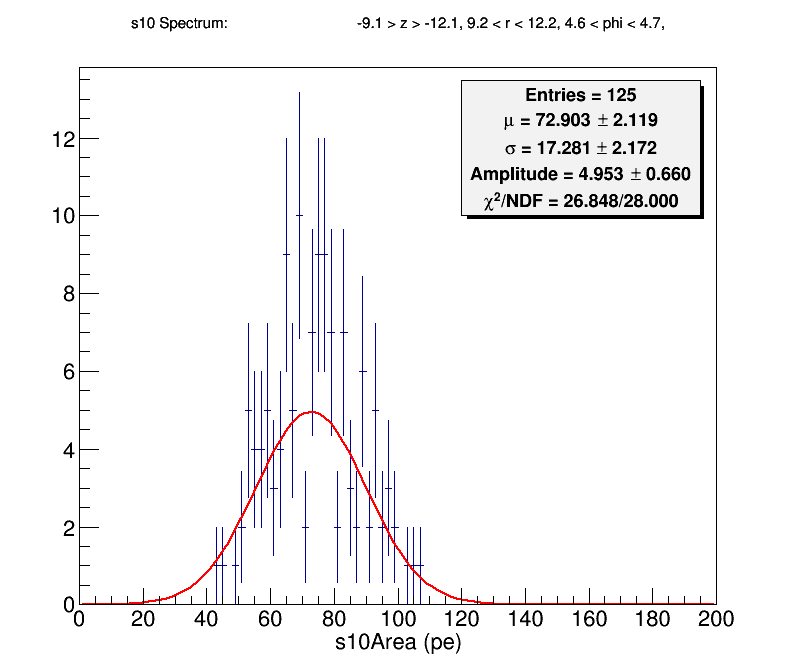 s10 Spectrum: -9.1 > z > -12.1, 9.2 < r < 12.2, 4.6 < phi < 4.7,
Entries = 125
μ = 72.903 ± 2.119
σ = 17.281 ± 2.172
Amplitude = 4.953 ± 0.660
χ²/NDF = 26.848/28.000
12
10
8
6
4
2
0
0 20 40 60 80 100 120 140 160 180 200
s10Area (pe)